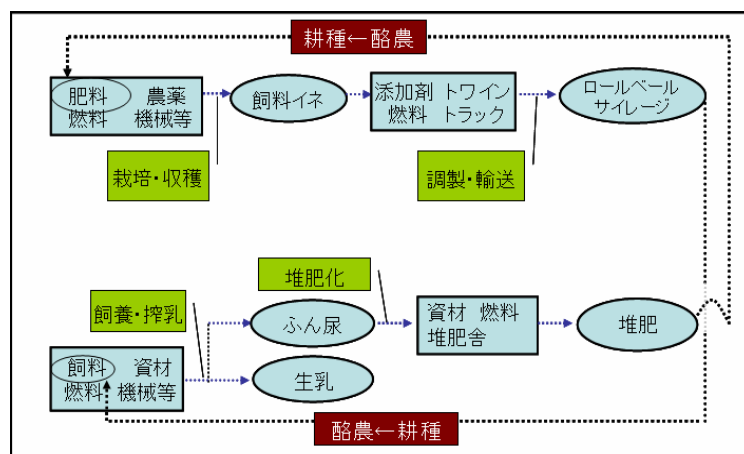 耕種←酪農
肥料 農薬
燃料 機械等
飼料イネ
添加剤 トワイン
燃料 トラック
ロールベール
サイレージ
栽培・収穫
調製・輸送
堆肥化
飼養・搾乳
ふん尿
資材 燃料
堆肥舎
堆肥
飼料 資材
燃料 機械等
生乳
酪農←耕種